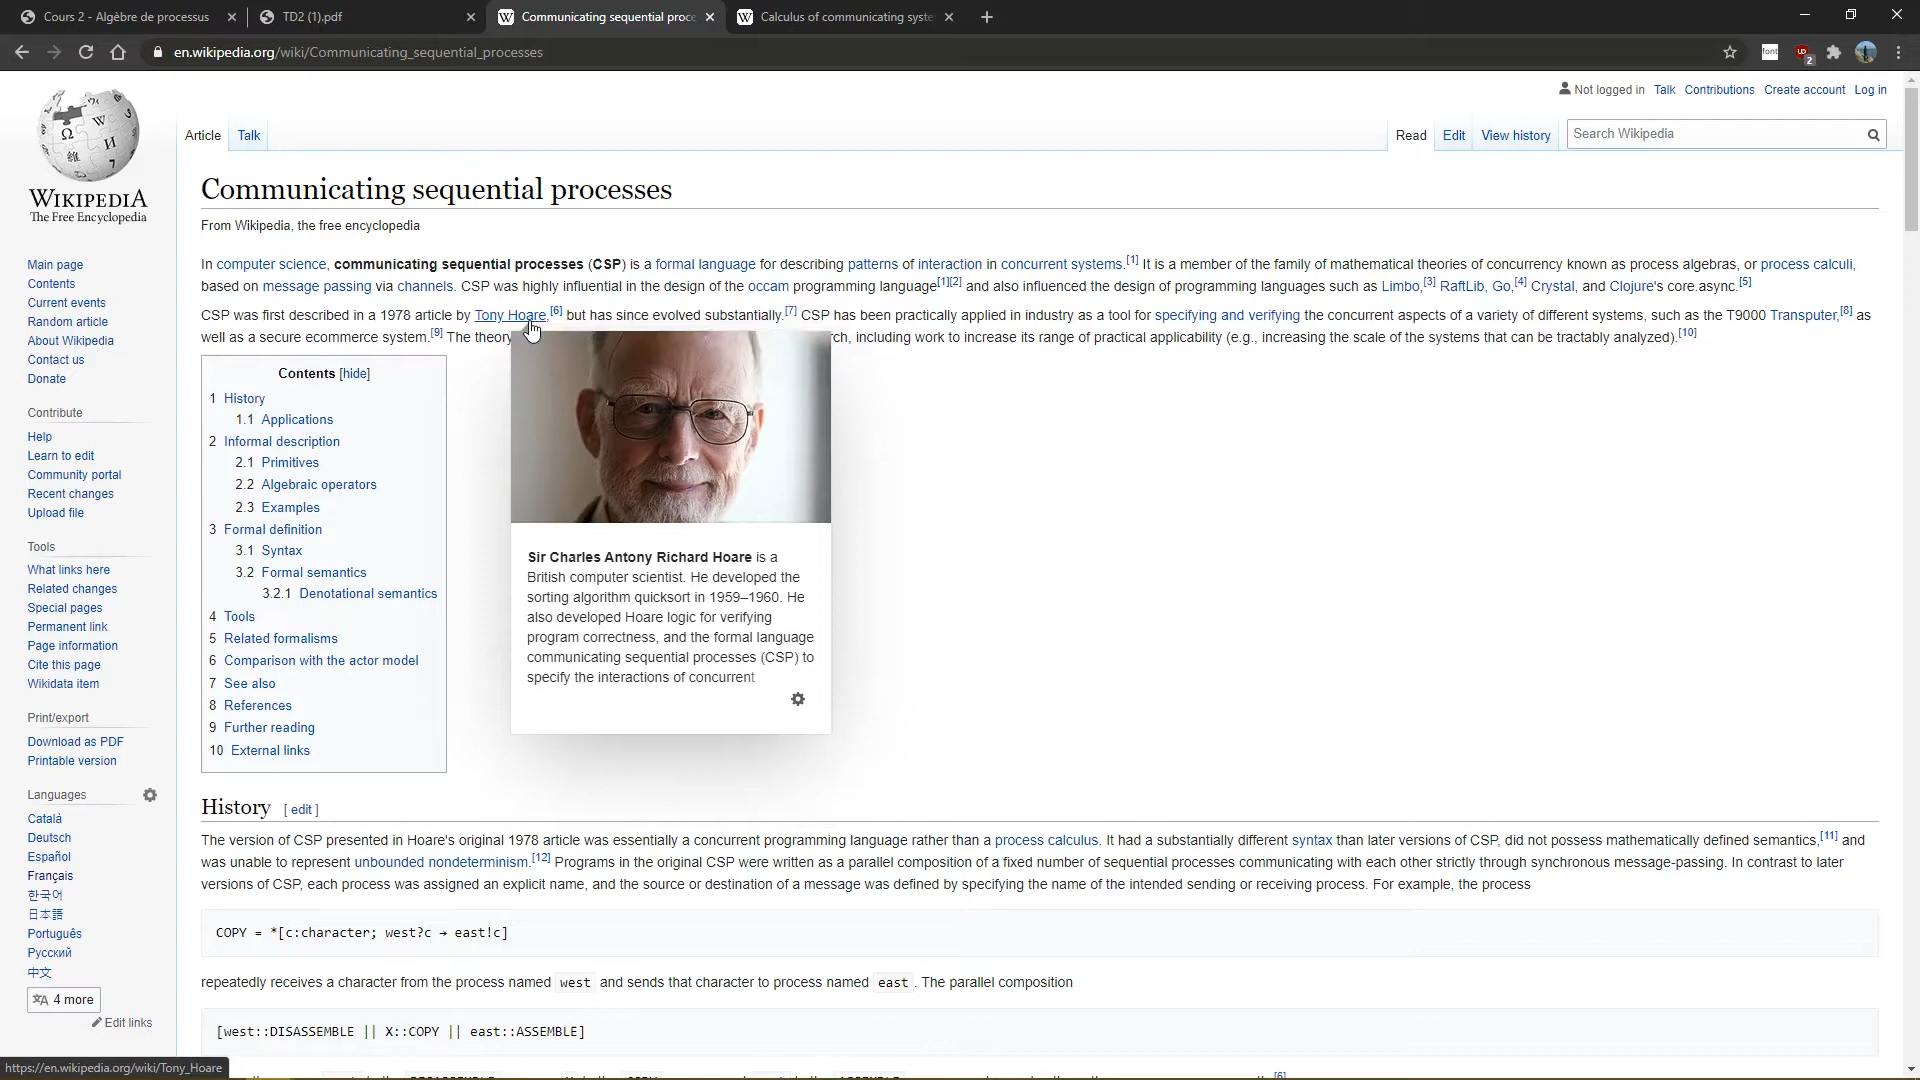 Cours 2 - Algèbre de processus
TD2 (1).pdf
Communicating sequential proce
Calculus of communicating syste
en.wikipedia.org/wiki/Communicating_sequential_processes
font
2
WIKIPEDIA
The Free Encyclopedia
Not logged in Talk Contributions Create account Log in
Article Talk
Read Edit View history
Search Wikipedia
Main page
Contents
Current events
Random article
About Wikipedia
Contact us
Donate
Contribute
Help
Learn to edit
Community portal
Recent changes
Upload file
Tools
What links here
Related changes
Special pages
Permanent link
Page information
Cite this page
Wikidata item
Print/export
Download as PDF
Printable version
Languages
Català
Deutsch
Español
Français
한국어
日本語
Português
Русский
中文
4 more
Edit links
Communicating sequential processes
From Wikipedia, the free encyclopedia
In computer science, communicating sequential processes (CSP) is a formal language for describing patterns of interaction in concurrent systems.[1] It is a member of the family of mathematical theories of concurrency known as process algebras, or process calculi,
based on message passing via channels. CSP was highly influential in the design of the occam programming language[1][2] and also influenced the design of programming languages such as Limbo,[3] RaftLib, Go,[4] Crystal, and Clojure's core.async.[5]
CSP was first described in a 1978 article by Tony Hoare,[6] but has since evolved substantially.[7] CSP has been practically applied in industry as a tool for specifying and verifying the concurrent aspects of a variety of different systems, such as the T9000 Transputer,[8] as
well as a secure ecommerce system.[9] The theory rch, including work to increase its range of practical applicability (e.g., increasing the scale of the systems that can be tractably analyzed).[10]
Contents [hide]
1 History
1.1 Applications
2 Informal description
2.1 Primitives
2.2 Algebraic operators
2.3 Examples
3 Formal definition
3.1 Syntax
3.2 Formal semantics
3.2.1 Denotational semantics
4 Tools
5 Related formalisms
6 Comparison with the actor model
7 See also
8 References
9 Further reading
10 External links
Sir Charles Antony Richard Hoare is a
British computer scientist. He developed the
sorting algorithm quicksort in 1959–1960. He
also developed Hoare logic for verifying
program correctness, and the formal language
communicating sequential processes (CSP) to
specify the interactions of concurrent
History [ edit ]
The version of CSP presented in Hoare's original 1978 article was essentially a concurrent programming language rather than a process calculus. It had a substantially different syntax than later versions of CSP, did not possess mathematically defined semantics,[11] and
was unable to represent unbounded nondeterminism.[12] Programs in the original CSP were written as a parallel composition of a fixed number of sequential processes communicating with each other strictly through synchronous message-passing. In contrast to later
versions of CSP, each process was assigned an explicit name, and the source or destination of a message was defined by specifying the name of the intended sending or receiving process. For example, the process
COPY = *[c:character; west?c → east!c]
repeatedly receives a character from the process named west and sends that character to process named east . The parallel composition
[west::DISASSEMBLE || X::COPY || east::ASSEMBLE]
[6]
https://en.wikipedia.org/wiki/Tony_Hoare